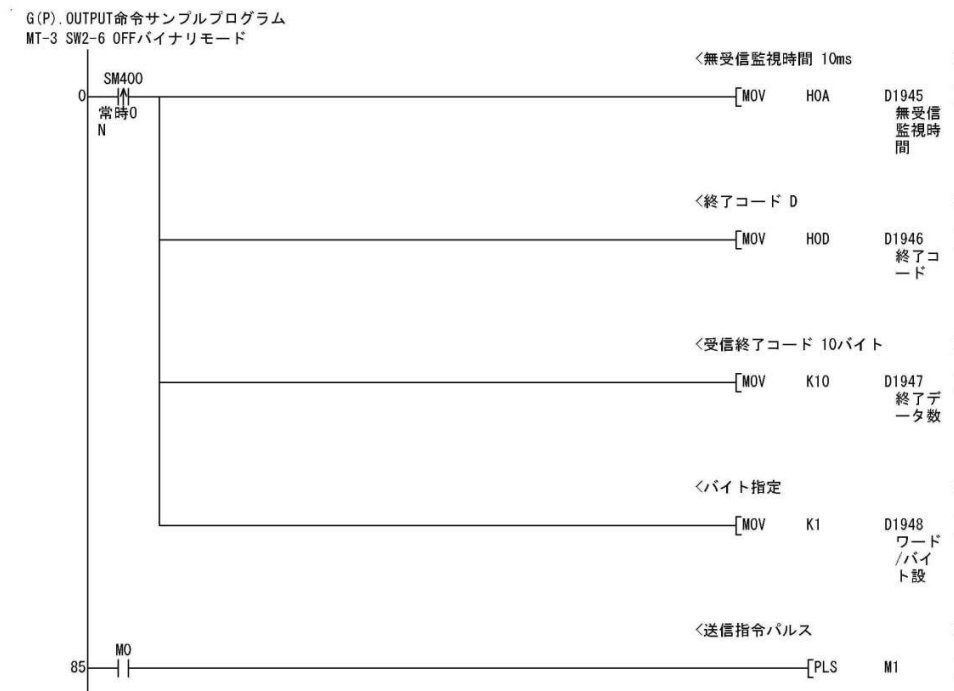 G(P).OUTPUT命令サンプルプログラム
MT-3 SW2-6 OFFバイナリモード
<無受信監視時間 10ms
SM400
0
MOV H0A D1945
常時O
N
無受信
監視時
間
<終了コード D
MOV H0D D1946
終了コ
ード
<受信終了コード 10バイト
MOV K10 D1947
終了デ
ータ数
<バイト指定
MOV K1 D1948
ワード
/バイ
ト設
<送信指令パルス
M0
85
PLS M1